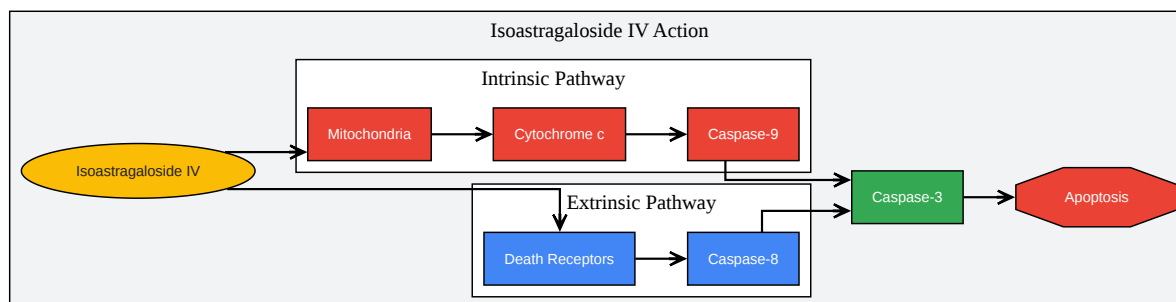 Isoastragaloside IV Action
Intrinsic Pathway
Mitochondria
Cytochrome c
Caspase-9
Isoastragaloside IV
Extrinsic Pathway
Death Receptors
Caspase-8
Caspase-3
Apoptosis